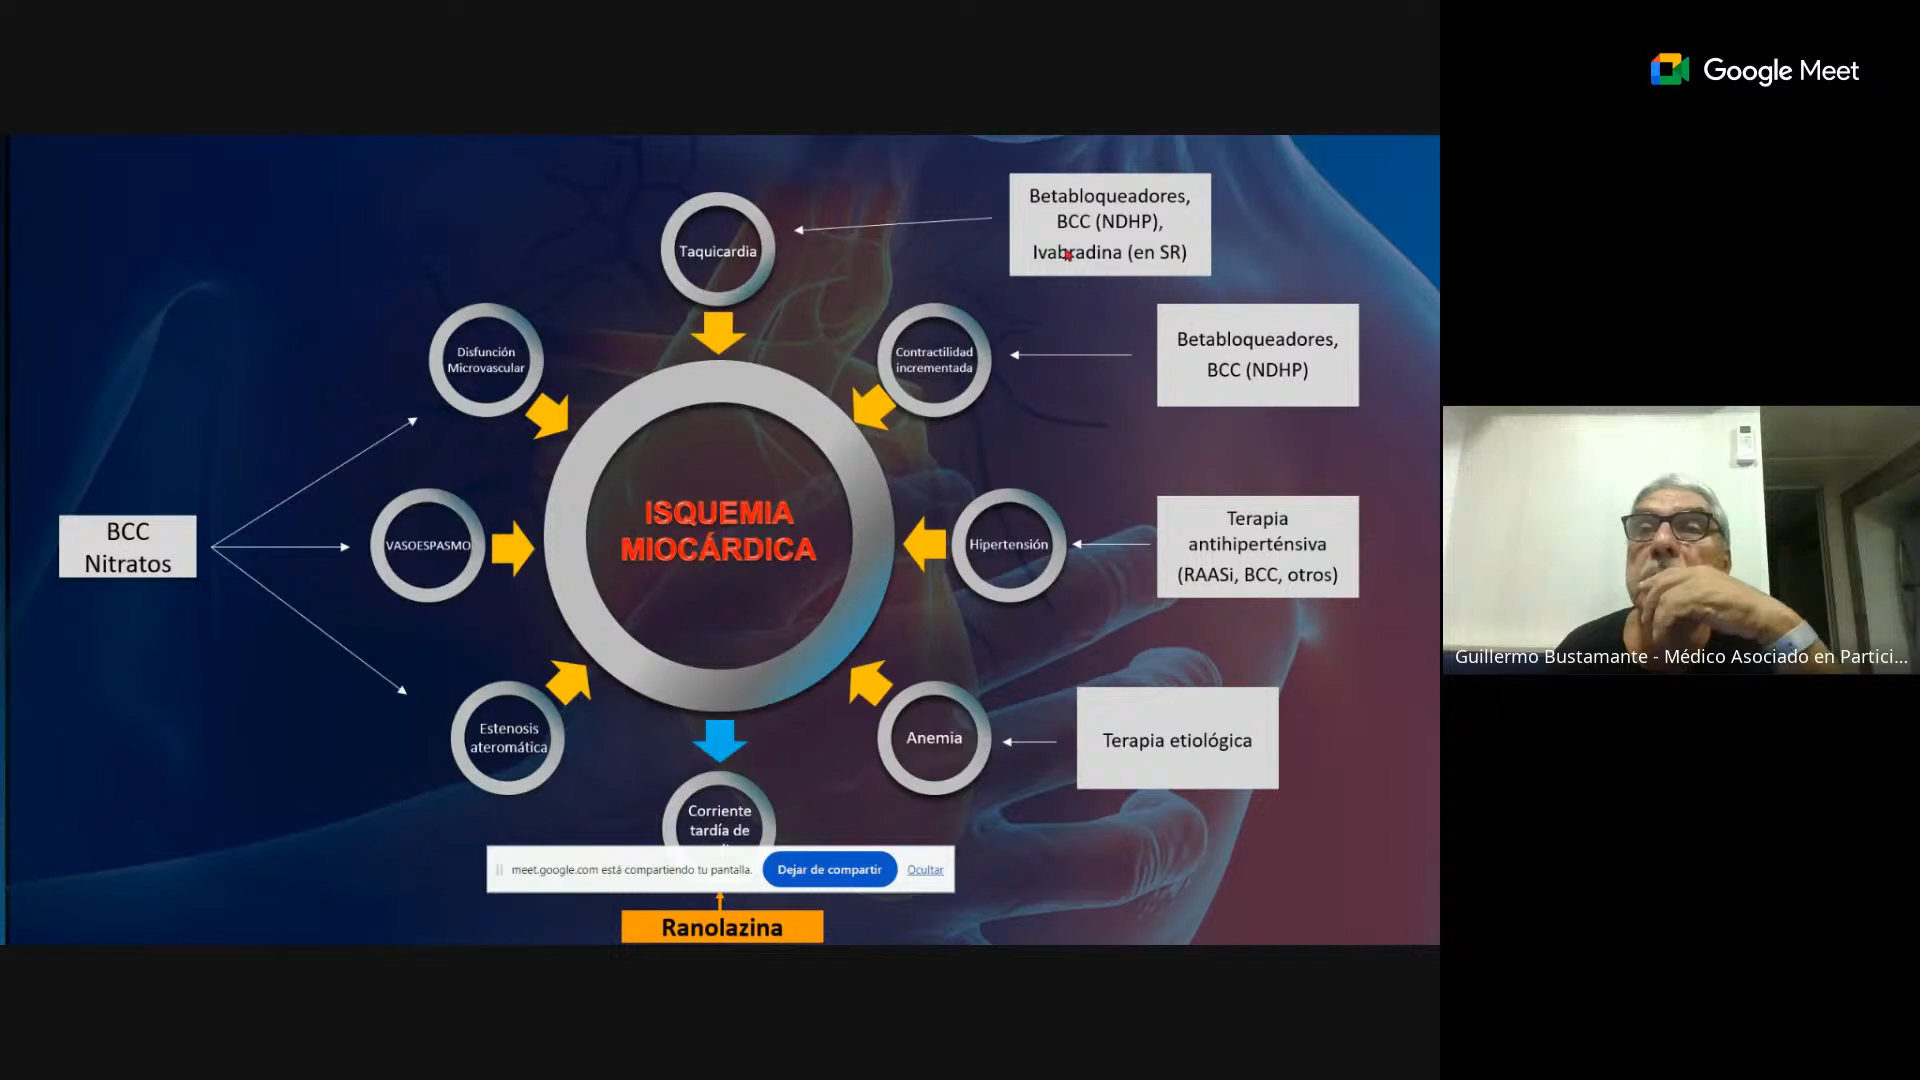 Google Meet
Betabloqueadores,
BCC (NDHP),
Ivabradina (en SR)
Taquicardia
Disfunción
Microvascular
Contractilidad
incrementada
Betabloqueadores,
BCC (NDHP)
BCC
Nitratos
VASOESPASMO
ISQUEMIA
MIOCÁRDICA
Hipertensión
Terapia
antihiperténsiva
(RAASi, BCC, otros)
Estenosis
ateromática
Anemia
Terapia etiológica
Corriente
tardía de
meet.google.com está compartiendo tu pantalla.
Dejar de compartir
Ocultar
Ranolazina
Guillermo Bustamante - Médico Asociado en Partici...